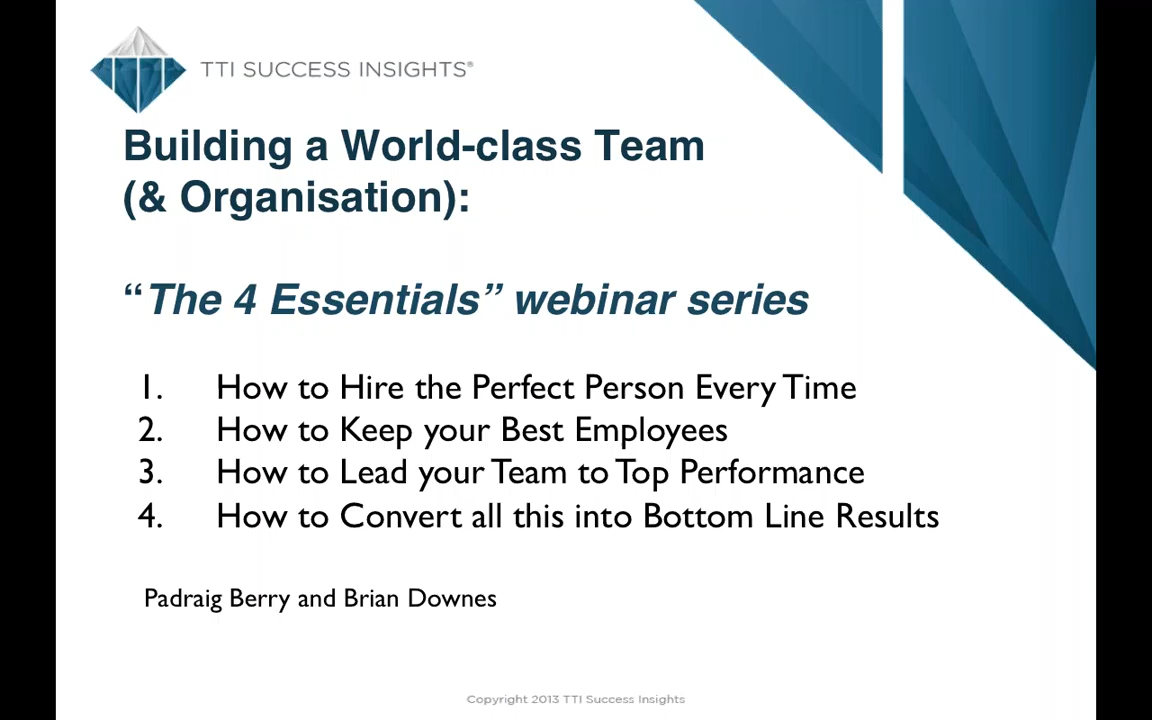 TTI SUCCESS INSIGHTS®
Building a World-class Team
(& Organisation):
“The 4 Essentials” webinar series
1. How to Hire the Perfect Person Every Time
2. How to Keep your Best Employees
3. How to Lead your Team to Top Performance
4. How to Convert all this into Bottom Line Results
Padraig Berry and Brian Downes
Copyright 2013 TTI Success Insights